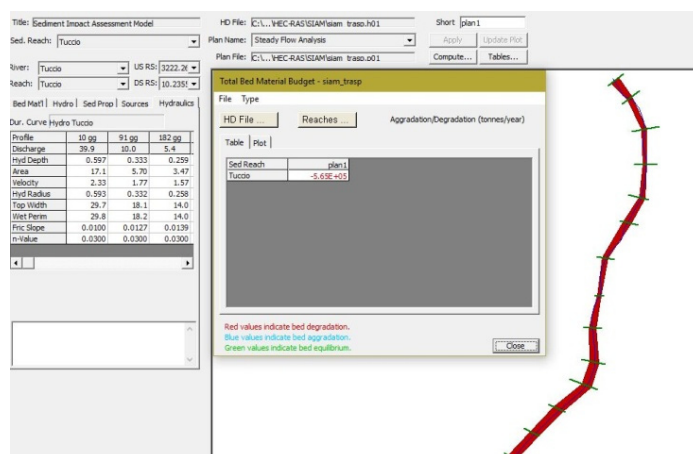 Title: Sediment Impact Assessment Model
HD File: C:\...\HEC-RAS\SIAM\siam_trasp.h01
Short plan1
Sed. Reach: Tuccio
Plan Name: Steady Flow Analysis
Apply Update Plot
Plan File: C:\...\HEC-RAS\SIAM\siam_trasp.p01
Compute... Tables...
River: Tuccio US RS:
Reach: Tuccio DS RS:
Bed Mat'l Hydro Sed Prop Sources Hydraulics
Dur. Curve Hydro Tuccio
Profile 10 gg 91 gg 182 gg
Discharge 39.9 10.0 5.4
Hyd Depth 0.597 0.333 0.259
Area 17.1 5.70 3.47
Velocity 2.33 1.77 1.57
Hyd Radius 0.593 0.332 0.258
Top Width 29.7 18.1 14.0
Wet Perim 29.8 18.2 14.0
Fric Slope 0.0100 0.0127 0.0139
n-Value 0.0300 0.0300 0.0300
Total Bed Material Budget - siam_trasp
File Type
HD File ... Reaches ... Aggradation/Degradation (tonnes/year)
Table Plot
Sed Reach plan1
Tuccio -5.65E+05
Red values indicate bed degradation.
Blue values indicate bed aggradation.
Green values indicate bed equilibrium.
Close